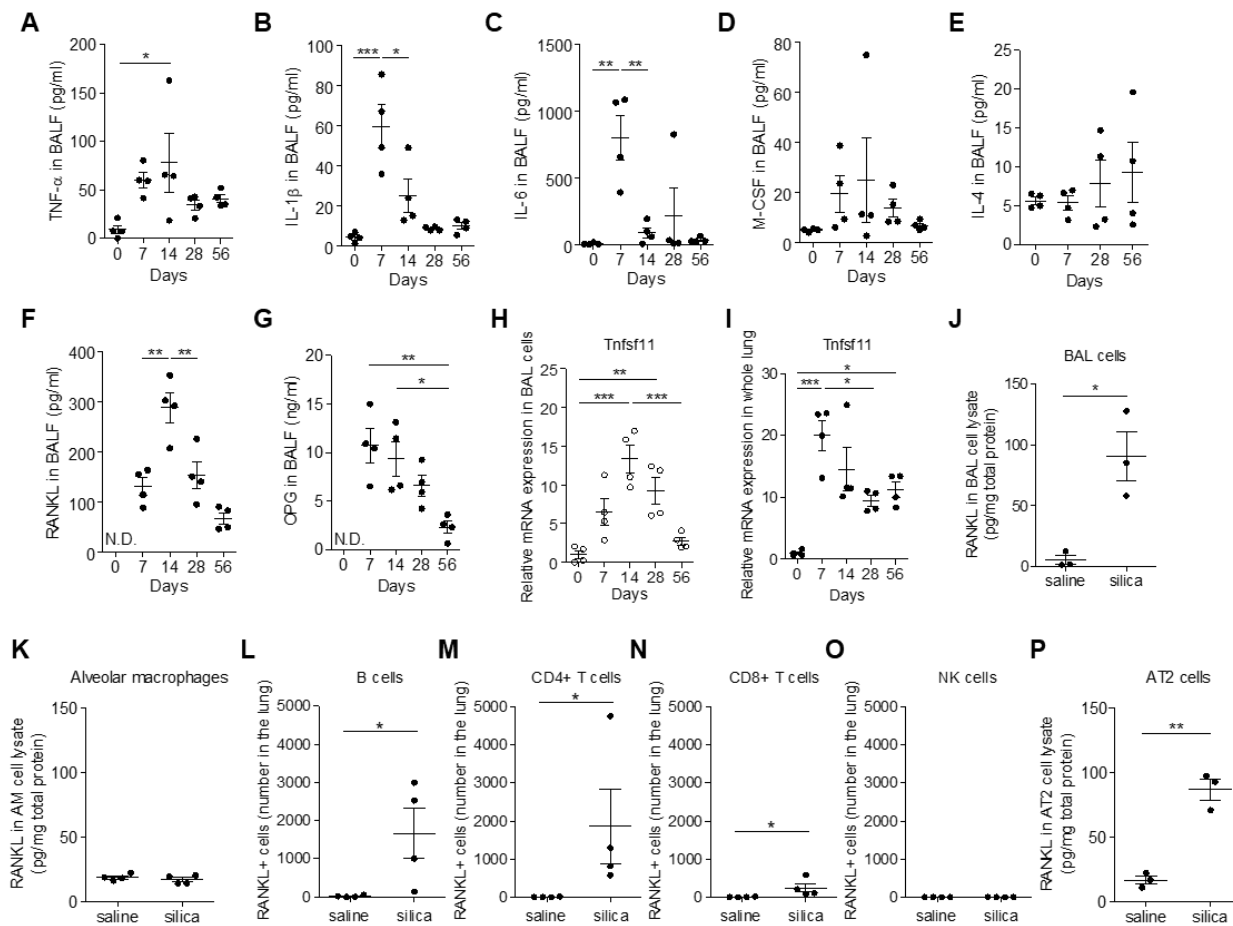 A
TNF-α in BALF (pg/ml)
200
150
100
50
0
*
0 7 14 28 56
Days
B
IL-1β in BALF (pg/ml)
100
80
60
40
20
0
*** *
0 7 14 28 56
Days
C
IL-6 in BALF (pg/ml)
1500
1000
500
0
** **
0 7 14 28 56
Days
D
M-CSF in BALF (pg/ml)
80
60
40
20
0
0 7 14 28 56
Days
E
IL-4 in BALF (pg/ml)
25
20
15
10
5
0
0 7 14 28 56
Days
F
RANKL in BALF (pg/ml)
400
300
200
100
0
** **
N.D.
0 7 14 28 56
Days
G
OPG in BALF (ng/ml)
20
15
10
5
0
**
*
N.D.
0 7 14 28 56
Days
H
Tnfsf11
Relative mRNA expression in BAL cells
20
15
10
5
0
**
*** ***
0 7 14 28 56
Days
I
Tnfsf11
Relative mRNA expression in whole lung
30
20
10
0
*
*** *
0 7 14 28 56
Days
J
BAL cells
RANKL in BAL cell lysate
(pg/mg total protein)
150
100
50
0
*
saline silica
K
Alveolar macrophages
RANKL in AM cell lysate
(pg/mg total protein)
150
100
50
0
saline silica
L
B cells
RANKL+ cells (number in the lung)
5000
4000
3000
2000
1000
0
*
saline silica
M
CD4+ T cells
RANKL+ cells (number in the lung)
5000
4000
3000
2000
1000
0
*
saline silica
N
CD8+ T cells
RANKL+ cells (number in the lung)
5000
4000
3000
2000
1000
0
*
saline silica
O
NK cells
RANKL+ cells (number in the lung)
5000
4000
3000
2000
1000
0
saline silica
P
AT2 cells
RANKL in AT2 cell lysate
(pg/mg total protein)
150
100
50
0
**
saline silica